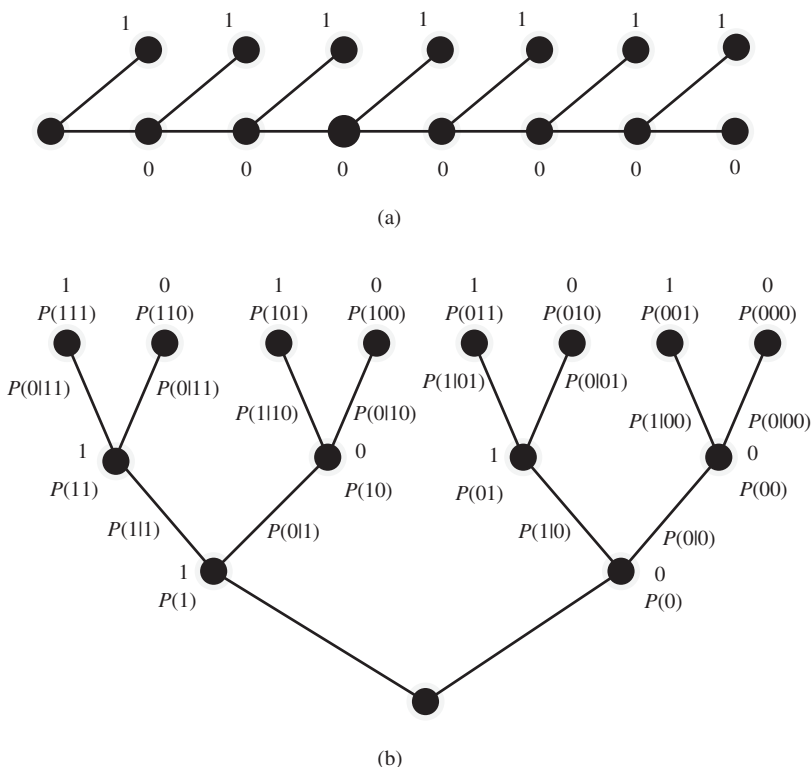 1 1 1 1 1 1 1
0 0 0 0 0 0 0
(a)
1 0 1 0 1 0 1 0
P(111) P(110) P(101) P(100) P(011) P(010) P(001) P(000)
P(0|11) P(0|11) P(1|10) P(0|10) P(1|01) P(0|01) P(1|00) P(0|00)
1 0 1 0
P(11) P(10) P(01) P(00)
P(1|1) P(0|1) P(1|0) P(0|0)
1 0
P(1) P(0)
(b)